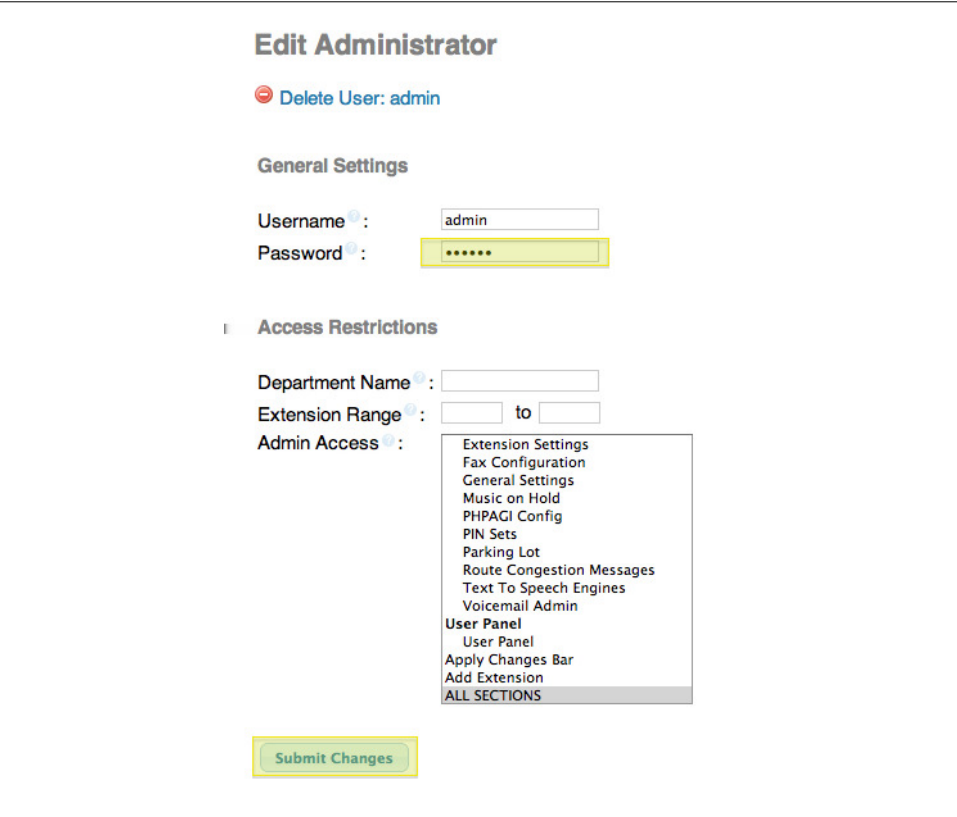 Edit Administrator
Delete User: admin
General Settings
Username : admin
Password : ••••••
Access Restrictions
Department Name :
Extension Range : to
Admin Access :
Extension Settings
Fax Configuration
General Settings
Music on Hold
PHPAGI Config
PIN Sets
Parking Lot
Route Congestion Messages
Text To Speech Engines
Voicemail Admin
User Panel
User Panel
Apply Changes Bar
Add Extension
ALL SECTIONS
Submit Changes